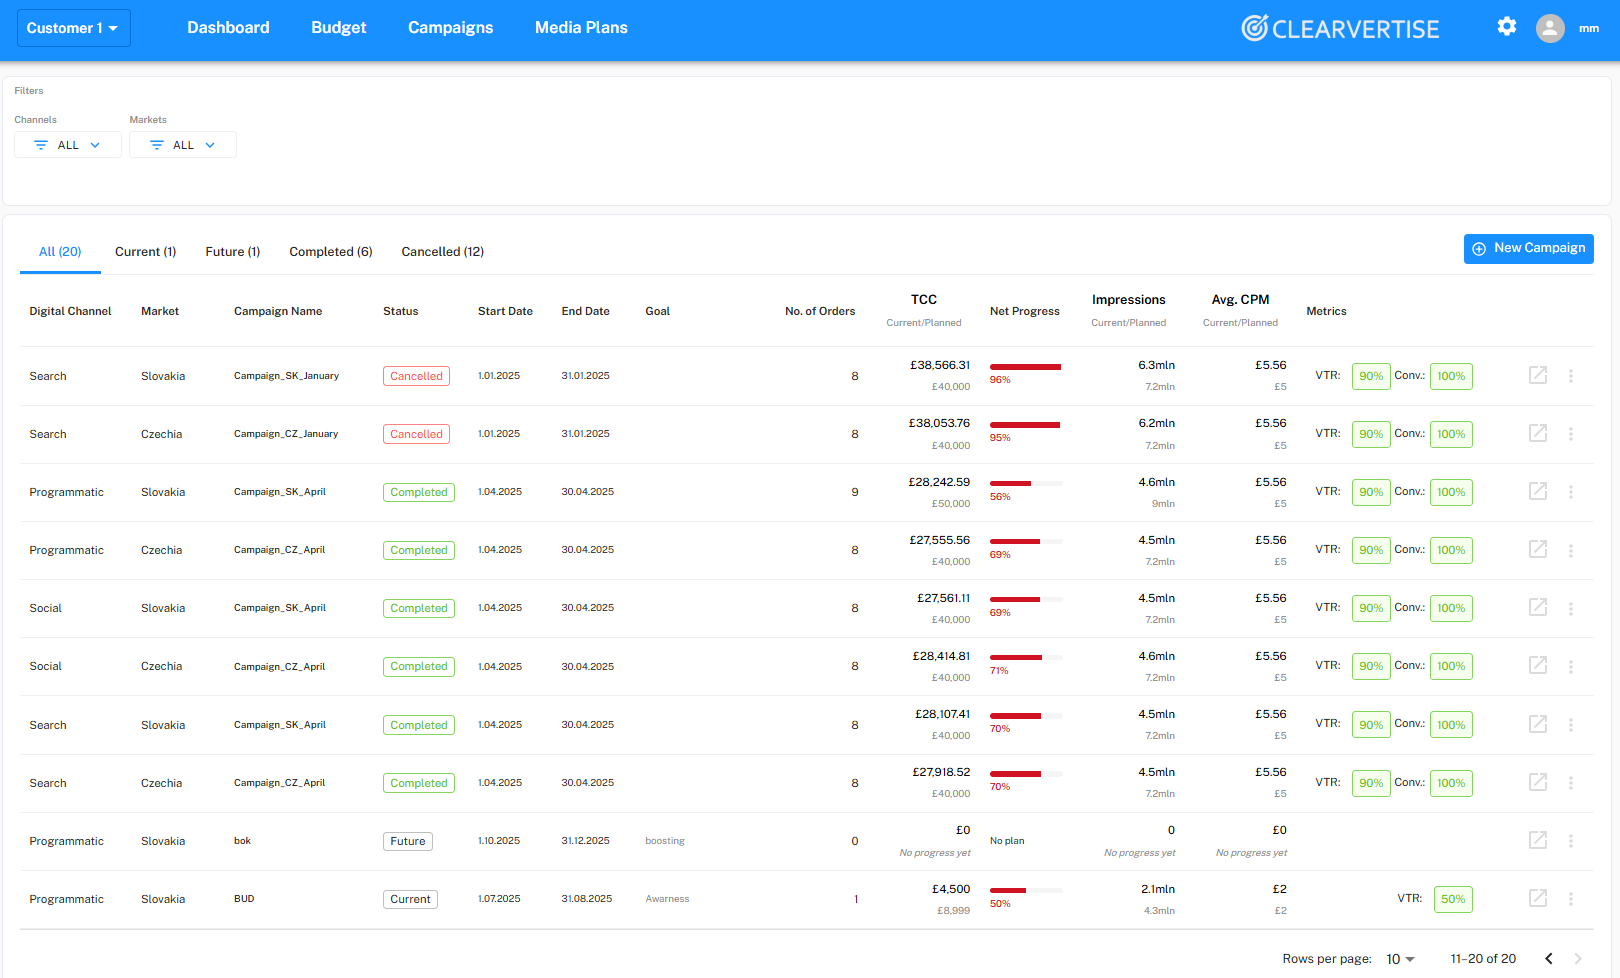 Customer 1 Dashboard Budget Campaigns Media Plans CLEARVERTISE mm
Filters
Channels Markets
ALL ALL
All (20) Current (1) Future (1) Completed (6) Cancelled (12) New Campaign
Digital Channel Market Campaign Name Status Start Date End Date Goal No. of Orders TCC Net Progress Impressions Avg. CPM Metrics
Current/Planned Current/Planned Current/Planned
Search Slovakia Campaign_SK_January Cancelled 1.01.2025 31.01.2025 8 £38,566.31 96% 6.3mln £5.56 VTR: 90% Conv.: 100%
£40,000 7.2mln £5
Search Czechia Campaign_CZ_January Cancelled 1.01.2025 31.01.2025 8 £38,053.76 95% 6.2mln £5.56 VTR: 90% Conv.: 100%
£40,000 7.2mln £5
Programmatic Slovakia Campaign_SK_April Completed 1.04.2025 30.04.2025 9 £28,242.59 56% 4.6mln £5.56 VTR: 90% Conv.: 100%
£50,000 9mln £5
Programmatic Czechia Campaign_CZ_April Completed 1.04.2025 30.04.2025 8 £27,555.56 69% 4.5mln £5.56 VTR: 90% Conv.: 100%
£40,000 7.2mln £5
Social Slovakia Campaign_SK_April Completed 1.04.2025 30.04.2025 8 £27,561.11 69% 4.5mln £5.56 VTR: 90% Conv.: 100%
£40,000 7.2mln £5
Social Czechia Campaign_CZ_April Completed 1.04.2025 30.04.2025 8 £28,414.81 71% 4.6mln £5.56 VTR: 90% Conv.: 100%
£40,000 7.2mln £5
Search Slovakia Campaign_SK_April Completed 1.04.2025 30.04.2025 8 £28,107.41 70% 4.5mln £5.56 VTR: 90% Conv.: 100%
£40,000 7.2mln £5
Search Czechia Campaign_CZ_April Completed 1.04.2025 30.04.2025 8 £27,918.52 70% 4.5mln £5.56 VTR: 90% Conv.: 100%
£40,000 7.2mln £5
Programmatic Slovakia bok Future 1.10.2025 31.12.2025 boosting 0 £0 No plan 0 £0
No progress yet No progress yet No progress yet
Programmatic Slovakia BUD Current 1.07.2025 31.08.2025 Awarness 1 £4,500 50% 2.1mln £2 VTR: 50%
£8,999 4.3mln £2
Rows per page: 10 11–20 of 20